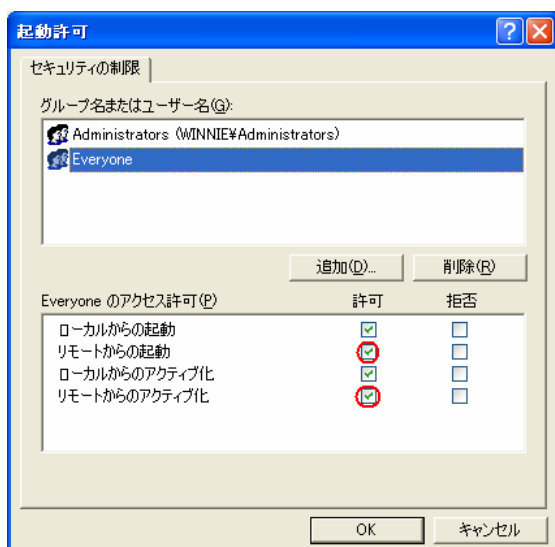 起動許可
セキュリティの制限
グループ名またはユーザー名(G):
Administrators (WINNIE¥Administrators)
Everyone
追加(D)... 削除(R)
Everyone のアクセス許可(P) 許可 拒否
ローカルからの起動
リモートからの起動
ローカルからのアクティブ化
リモートからのアクティブ化
OK キャンセル